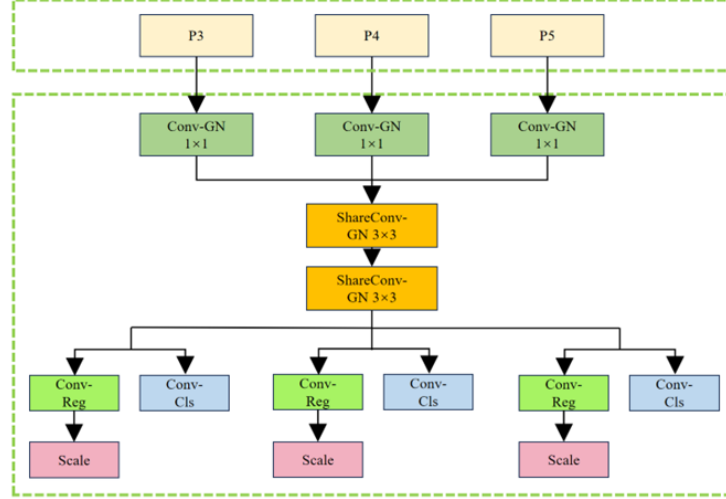 P3
P4
P5
Conv-GN
1×1
Conv-GN
1×1
Conv-GN
1×1
ShareConv-
GN 3×3
ShareConv-
GN 3×3
Conv-
Reg
Conv-
Cls
Conv-
Reg
Conv-
Cls
Conv-
Reg
Conv-
Cls
Scale
Scale
Scale